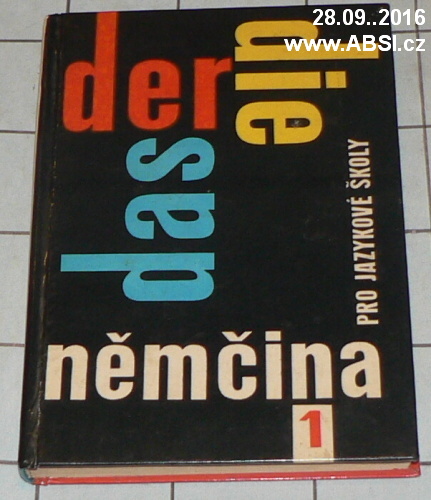 28.09..2016
www.ABSI.cz
der
die
das
PRO JAZYKOVÉ ŠKOLY
němčina
1